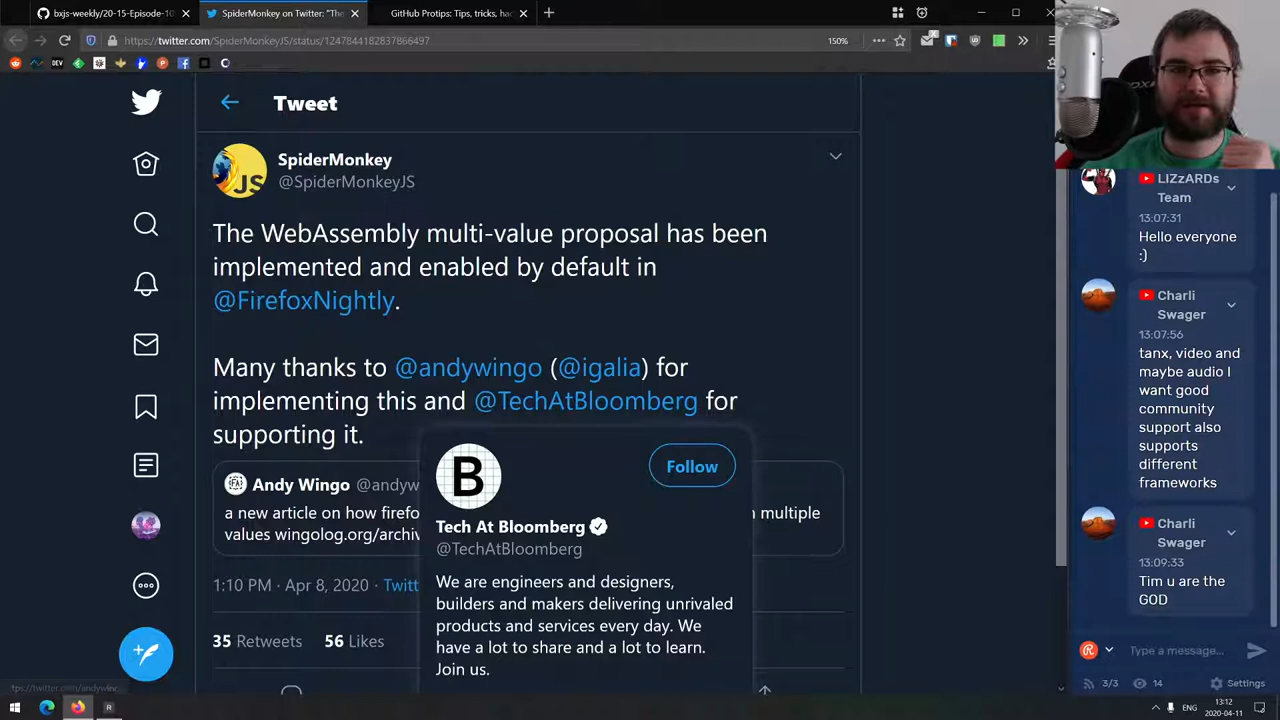 bxjs-weekly/20-15-Episode-10
SpiderMonkey on Twitter: "The
GitHub Protips: Tips, tricks, hac
https://twitter.com/SpiderMonkeyJS/status/1247844182837866497
150%
DEV
Tweet
SpiderMonkey
@SpiderMonkeyJS
JS
The WebAssembly multi-value proposal has been
implemented and enabled by default in
@FirefoxNightly.
Many thanks to @andywingo (@igalia) for
implementing this and @TechAtBloomberg for
supporting it.
Andy Wingo @andyw
a new article on how firefo
n multiple
values wingolog.org/archiv
1:10 PM · Apr 8, 2020 · Twitt
35 Retweets 56 Likes
B
Follow
Tech At Bloomberg
@TechAtBloomberg
We are engineers and designers,
builders and makers delivering unrivaled
products and services every day. We
have a lot to share and a lot to learn.
Join us.
LIZzARDs
Team
13:07:31
Hello everyone
:)
Charli
Swager
13:07:56
tanx, video and
maybe audio I
want good
community
support also
supports
different
frameworks
Charli
Swager
13:09:33
Tim u are the
GOD
Type a message...
3/3 14 Settings
ENG
13:12
2020-04-11